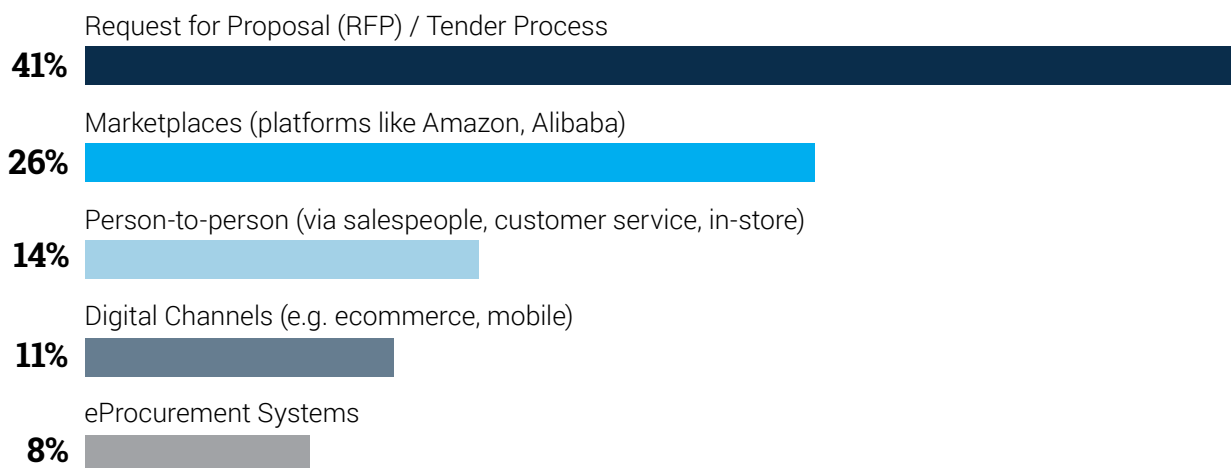 Request for Proposal (RFP) / Tender Process
41%
Marketplaces (platforms like Amazon, Alibaba)
26%
Person-to-person (via salespeople, customer service, in-store)
14%
Digital Channels (e.g. ecommerce, mobile)
11%
eProcurement Systems
8%